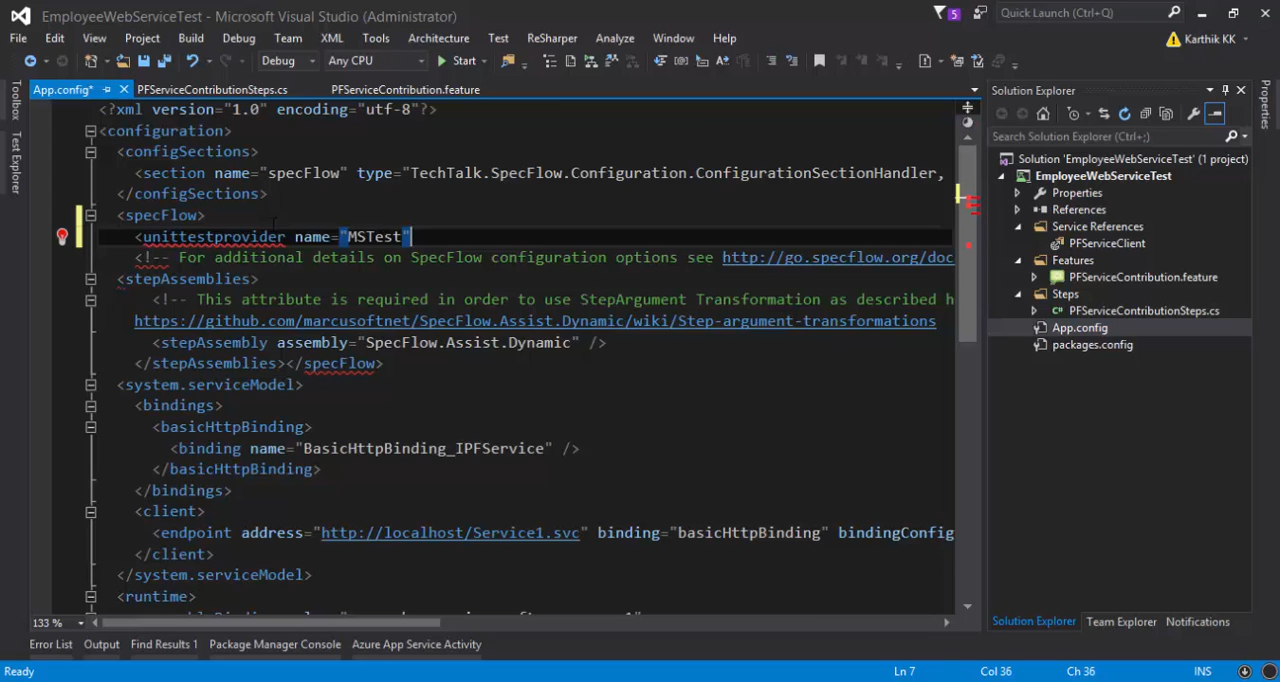 EmployeeWebServiceTest - Microsoft Visual Studio (Administrator)
5
Quick Launch (Ctrl+Q)
File Edit View Project Build Debug Team XML Tools Architecture Test ReSharper Analyze Window Help
Karthik KK
Debug Any CPU Start
App.config* PFServiceContributionSteps.cs PFServiceContribution.feature
Toolbox
Test Explorer
<?xml version="1.0" encoding="utf-8"?>
<configuration>
<configSections>
<section name="specFlow" type="TechTalk.SpecFlow.Configuration.ConfigurationSectionHandler,
</configSections>
<specFlow>
<unittestprovider name="MSTest"
<!-- For additional details on SpecFlow configuration options see http://go.specflow.org/doc
<stepAssemblies>
<!-- This attribute is required in order to use StepArgument Transformation as described h
https://github.com/marcusoftnet/SpecFlow.Assist.Dynamic/wiki/Step-argument-transformations
<stepAssembly assembly="SpecFlow.Assist.Dynamic" />
</stepAssemblies></specFlow>
<system.serviceModel>
<bindings>
<basicHttpBinding>
<binding name="BasicHttpBinding_IPFService" />
</basicHttpBinding>
</bindings>
<client>
<endpoint address="http://localhost/Service1.svc" binding="basicHttpBinding" bindingConfig
</client>
</system.serviceModel>
<runtime>
133 %
Solution Explorer
Search Solution Explorer (Ctrl+;)
Solution 'EmployeeWebServiceTest' (1 project)
EmployeeWebServiceTest
Properties
References
Service References
PFServiceClient
Features
PFServiceContribution.feature
Steps
PFServiceContributionSteps.cs
App.config
packages.config
Solution Explorer Team Explorer Notifications
Properties
Error List Output Find Results 1 Package Manager Console Azure App Service Activity
Ready Ln 7 Col 36 Ch 36 INS